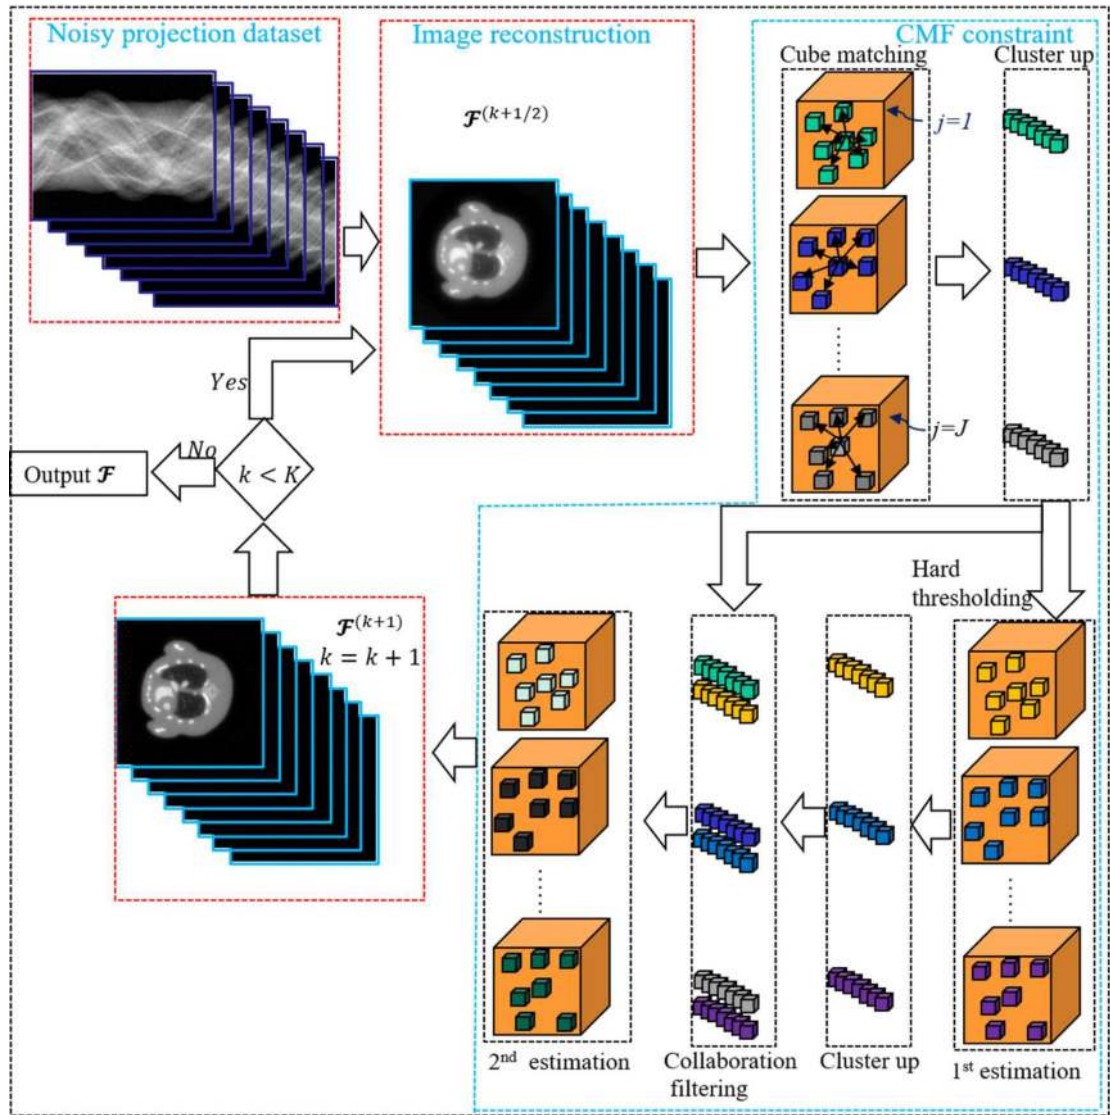 Noisy projection dataset
Image reconstruction
CMF constraint
Cube matching
Cluster up
𝓕^(k+1/2)
j=1
j=J
Yes
No
k < K
Output 𝓕
Hard
thresholding
𝓕^(k+1)
k = k + 1
2nd estimation
Collaboration
filtering
Cluster up
1st estimation